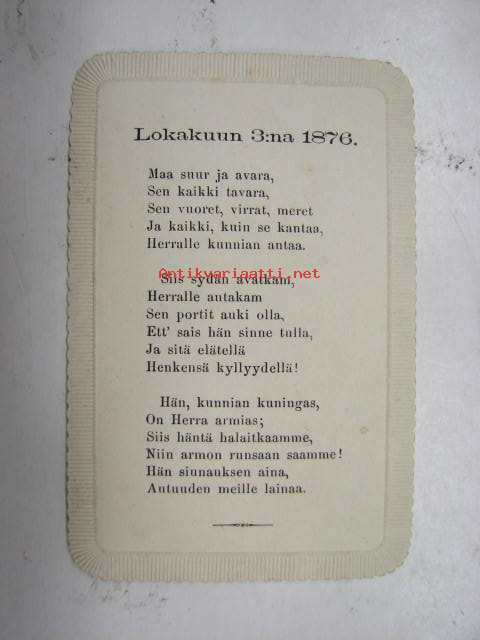 Lokakuun 3:na 1876.
Maa suur ja avara,
Sen kaikki tavara,
Sen vuoret, virrat, meret
Ja kaikki, kuin se kantaa,
Herralle kunnian antaa.
Antikvariaatti.net
Siis sydän avatkam,
Herralle antakam
Sen portit auki olla,
Ett' sais hän sinne tulla,
Ja sitä elätellä
Henkensä kyllyydellä!
Hän, kunnian kuningas,
On Herra armias;
Siis häntä halaitkaamme,
Niin armon runsaan saamme!
Hän siunauksen aina,
Autuuden meille lainaa.